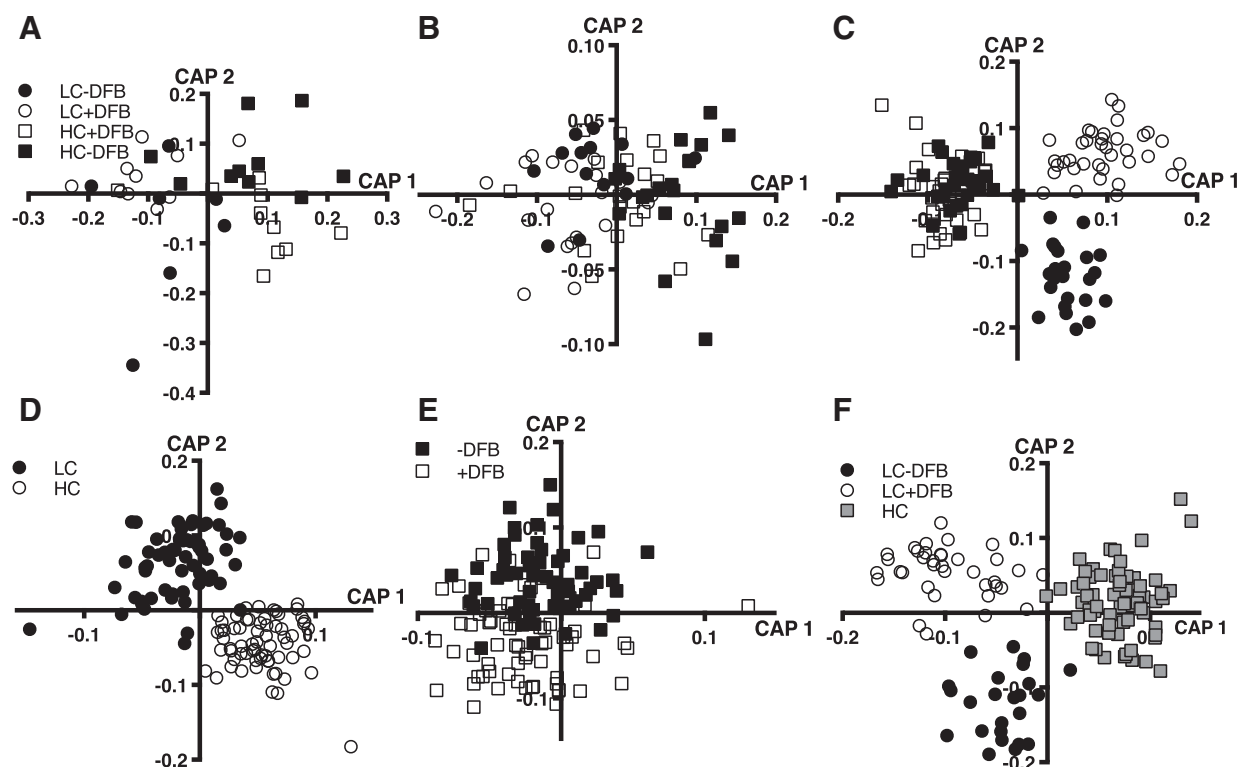 A
CAP 2
LC-DFB
LC+DFB
HC+DFB
HC-DFB
0.2
0.1
-0.1
-0.2
-0.3
-0.4
-0.3 -0.2 -0.1 0.1 0.2 0.3
CAP 1
B
CAP 2
0.10
0.05
-0.05
-0.10
-0.2 -0.1 0.1 0.2
CAP 1
C
CAP 2
0.2
0.1
-0.1
-0.2
-0.2 -0.1 0.1 0.2
CAP 1
D
LC
HC
CAP 2
0.2
-0.1
-0.2
-0.1 0.1
CAP 1
E
-DFB
+DFB
CAP 2
0.2
0.1
-0.1
-0.1 0.1
CAP 1
F
LC-DFB
LC+DFB
HC
CAP 2
0.2
0.1
-0.2
-0.2 -0.1
CAP 1